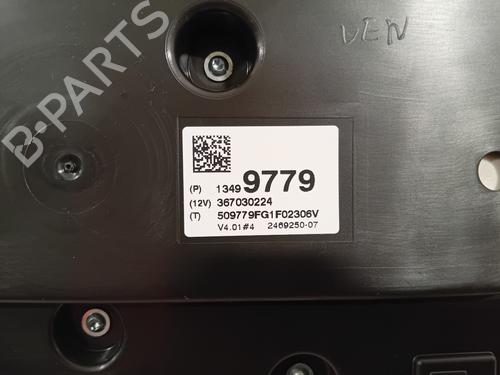 B-PARTS
VEN
(P) 1349 9779
(12V) 367030224
(T) 509779FG1F02306V
V4.01#4 2469250-07